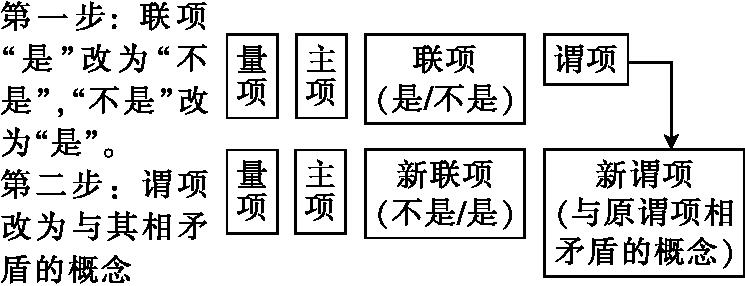 第一步：联项
“是”改为“不
是”，“不是”改
为“是”。
第二步：谓项
改为与其相矛
盾的概念
量项
主项
联项
（是/不是）
谓项
量项
主项
新联项
（不是/是）
新谓项
（与原谓项相
矛盾的概念）